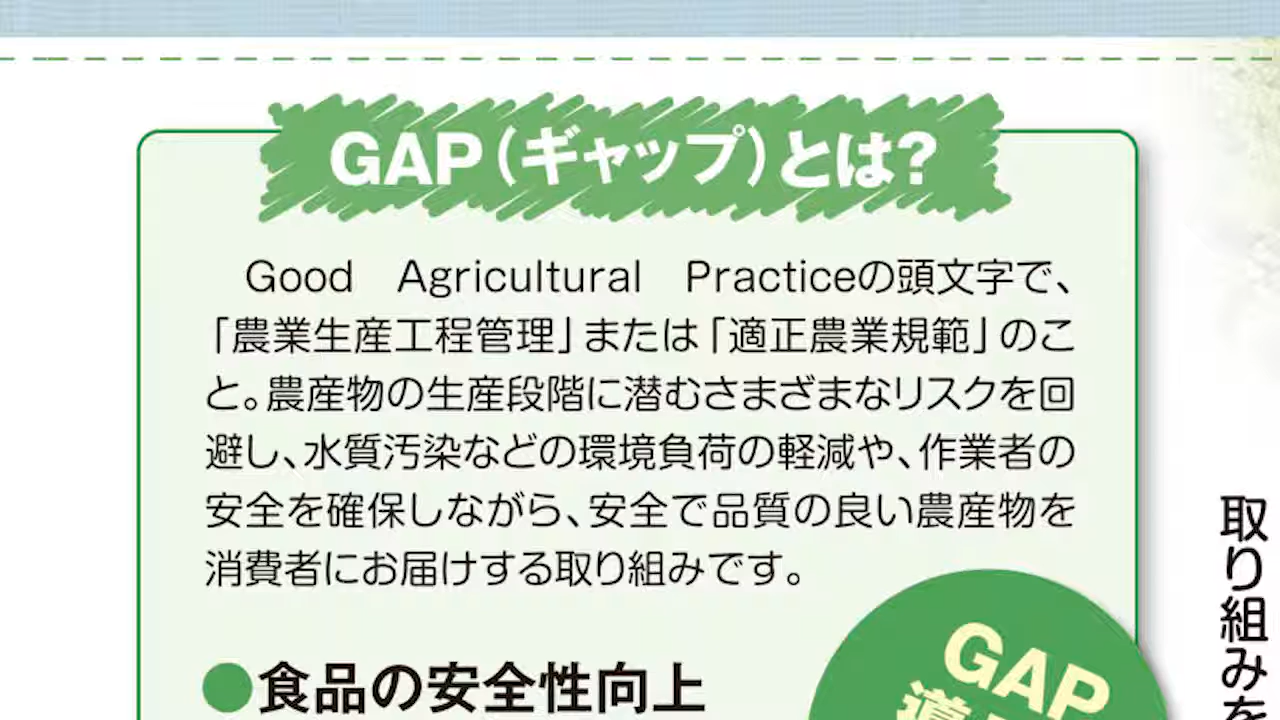 GAP（ギャップ）とは？
Good　Agricultural　Practiceの頭文字で、
「農業生産工程管理」または「適正農業規範」のこ
と。農産物の生産段階に潜むさまざまなリスクを回
避し、水質汚染などの環境負荷の軽減や、作業者の
安全を確保しながら、安全で品質の良い農産物を
消費者にお届けする取り組みです。
●食品の安全性向上
GAP
取り組みを